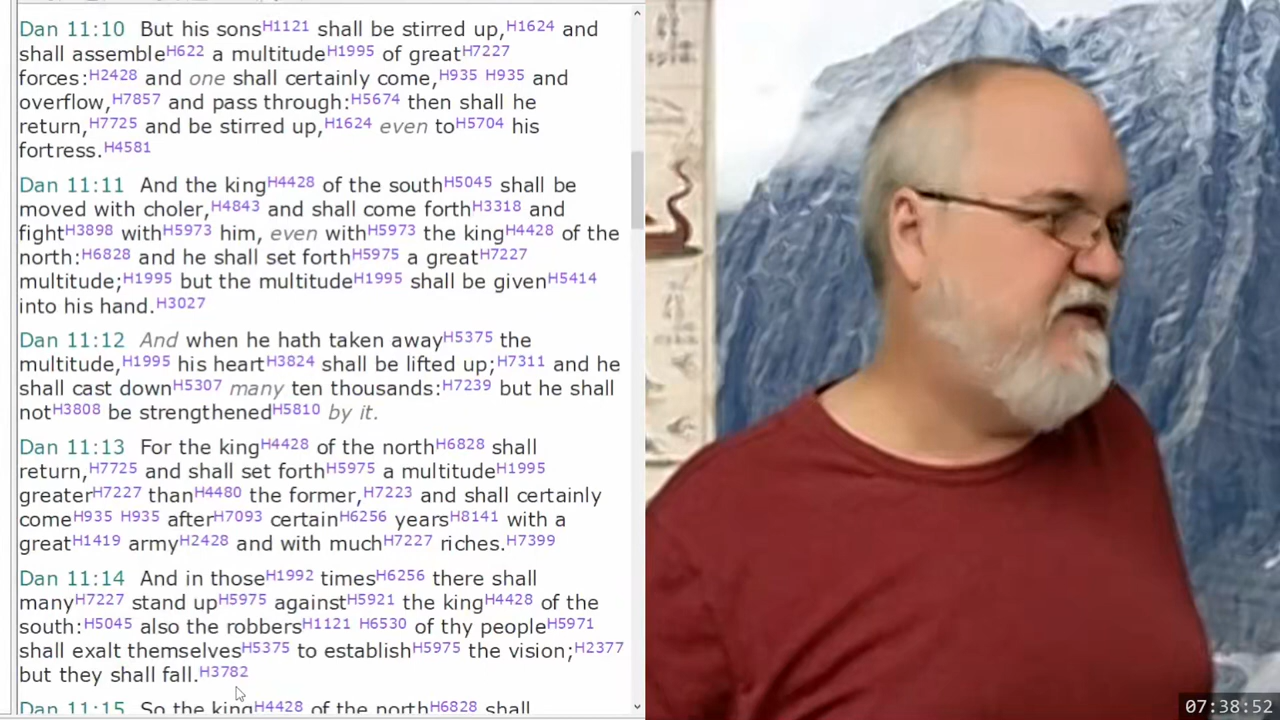 Dan 11:10 But his sonsH1121 shall be stirred up,H1624 and
shall assembleH622 a multitudeH1995 of greatH7227
forces:H2428 and one shall certainly come,H935 H935 and
overflow,H7857 and pass through:H5674 then shall he
return,H7725 and be stirred up,H1624 even toH5704 his
fortress.H4581
Dan 11:11 And the kingH4428 of the southH5045 shall be
moved with choler,H4843 and shall come forthH3318 and
fightH3898 withH5973 him, even withH5973 the kingH4428 of the
north:H6828 and he shall set forthH5975 a greatH7227
multitude;H1995 but the multitudeH1995 shall be givenH5414
into his hand.H3027
Dan 11:12 And when he hath taken awayH5375 the
multitude,H1995 his heartH3824 shall be lifted up;H7311 and he
shall cast downH5307 many ten thousands:H7239 but he shall
notH3808 be strengthenedH5810 by it.
Dan 11:13 For the kingH4428 of the northH6828 shall
return,H7725 and shall set forthH5975 a multitudeH1995
greaterH7227 thanH4480 the former,H7223 and shall certainly
comeH935 H935 afterH7093 certainH6256 yearsH8141 with a
greatH1419 armyH2428 and with muchH7227 riches.H7399
Dan 11:14 And in thoseH1992 timesH6256 there shall
manyH7227 stand upH5975 againstH5921 the kingH4428 of the
south:H5045 also the robbersH1121 H6530 of thy peopleH5971
shall exalt themselvesH5375 to establishH5975 the vision;H2377
but they shall fall.H3782
Dan 11:15 So the kingH4428 of the northH6828 shall
07:38:52